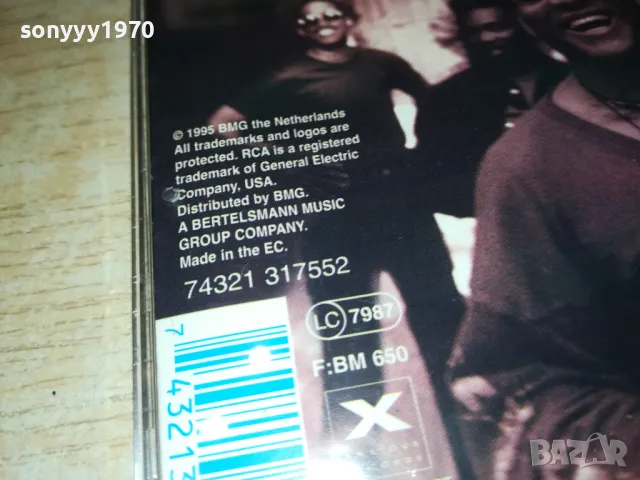 sonyyy1970
© 1995 BMG the Netherlands
All trademarks and logos are
protected. RCA is a registered
trademark of General Electric
Company, USA.
Distributed by BMG.
A BERTELSMANN MUSIC
GROUP COMPANY.
Made in the EC.
74321 317552
LC 7987
F:BM 650
X
7 43213
BAZAR